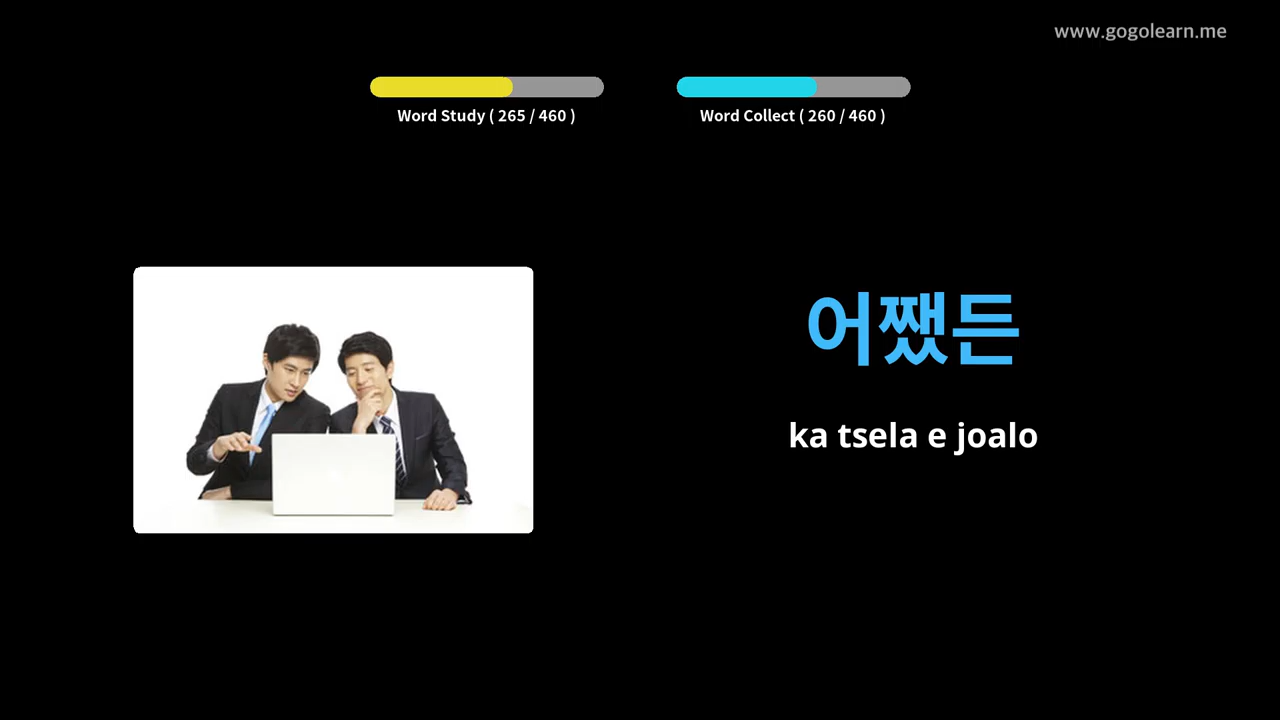 www.gogolearn.me
Word Study ( 265 / 460 )
Word Collect ( 260 / 460 )
어쨌든
ka tsela e joalo